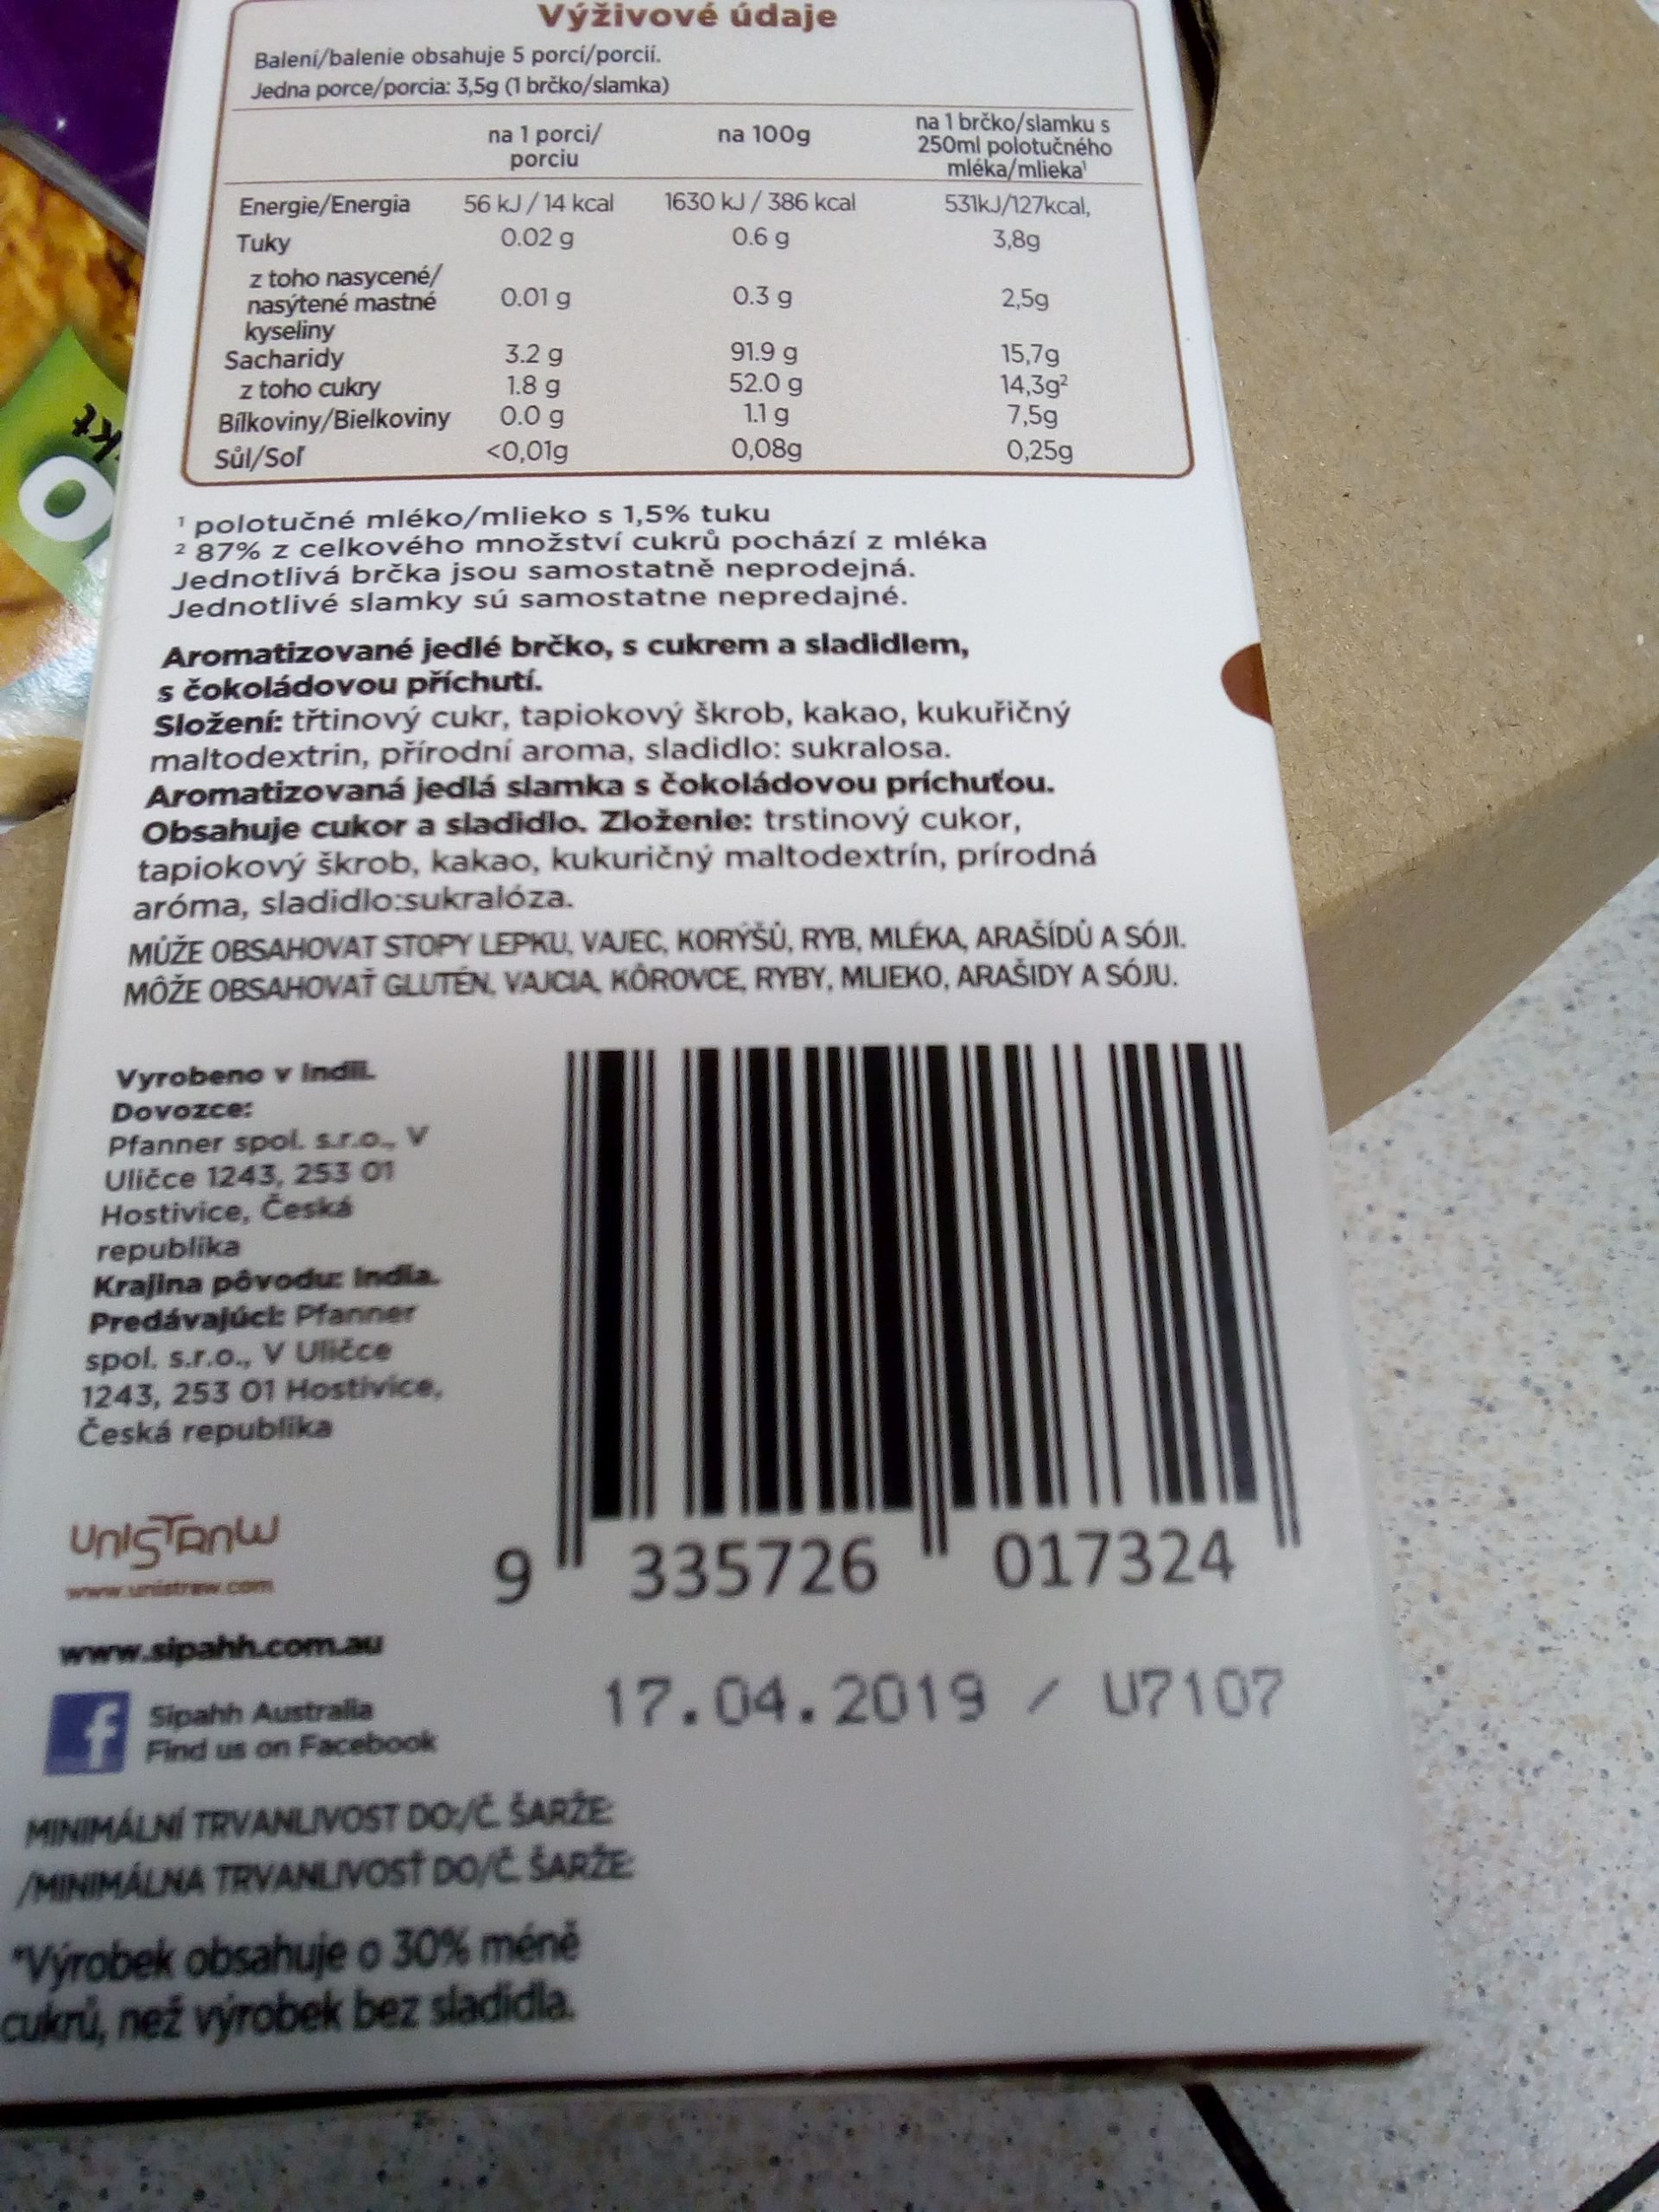 Výživové údaje
Balení/balenie obsahuje 5 porcí/porcií.
Jedna porce/porcia: 3,5g (1 brčko/slamka)
na 1 porci/
porciu
na 100g
na 1 brčko/slamku s
250ml polotučného
mléka/mlieka¹
Energie/Energia 56 kJ / 14 kcal 1630 kJ / 386 kcal 531kJ/127kcal,
Tuky 0.02 g 0.6 g 3,8g
z toho nasycené/
nasýtené mastné 0.01 g 0.3 g 2,5g
kyseliny
Sacharidy 3.2 g 91.9 g 15,7g
z toho cukry 1.8 g 52.0 g 14,3g²
Bílkoviny/Bielkoviny 0.0 g 1.1 g 7,5g
Sůl/Soľ <0,01g 0,08g 0,25g
¹ polotučné mléko/mlieko s 1,5% tuku
² 87% z celkového množství cukrů pochází z mléka
Jednotlivá brčka jsou samostatně neprodejná.
Jednotlivé slamky sú samostatne nepredajné.
Aromatizované jedlé brčko, s cukrem a sladidlem,
s čokoládovou příchutí.
Složení: třtinový cukr, tapiokový škrob, kakao, kukuřičný
maltodextrin, přírodní aroma, sladidlo: sukralosa.
Aromatizovaná jedlá slamka s čokoládovou príchuťou.
Obsahuje cukor a sladidlo. Zloženie: trstinový cukor,
tapiokový škrob, kakao, kukuričný maltodextrín, prírodná
aróma, sladidlo:sukralóza.
MŮŽE OBSAHOVAT STOPY LEPKU, VAJEC, KORÝŠŮ, RYB, MLÉKA, ARAŠÍDŮ A SÓJI.
MÔŽE OBSAHOVAŤ GLUTÉN, VAJCIA, KÔROVCE, RYBY, MLIEKO, ARAŠIDY A SÓJU.
Vyrobeno v Indii.
Dovozce:
Pfanner spol. s.r.o., V
Uličce 1243, 253 01
Hostivice, Česká
republika
Krajina pôvodu: India.
Predávajúci: Pfanner
spol. s.r.o., V Uličce
1243, 253 01 Hostivice,
Česká republika
UNISTRAW
www.unistraw.com
9 335726 017324
www.sipahh.com.au
Sipahh Australia
Find us on Facebook
17.04.2019 / U7107
MINIMÁLNÍ TRVANLIVOST DO:/Č. ŠARŽE:
/MINIMÁLNA TRVANLIVOSŤ DO/Č. ŠARŽE:
*Výrobek obsahuje o 30% méně
cukrů, než výrobek bez sladidla.